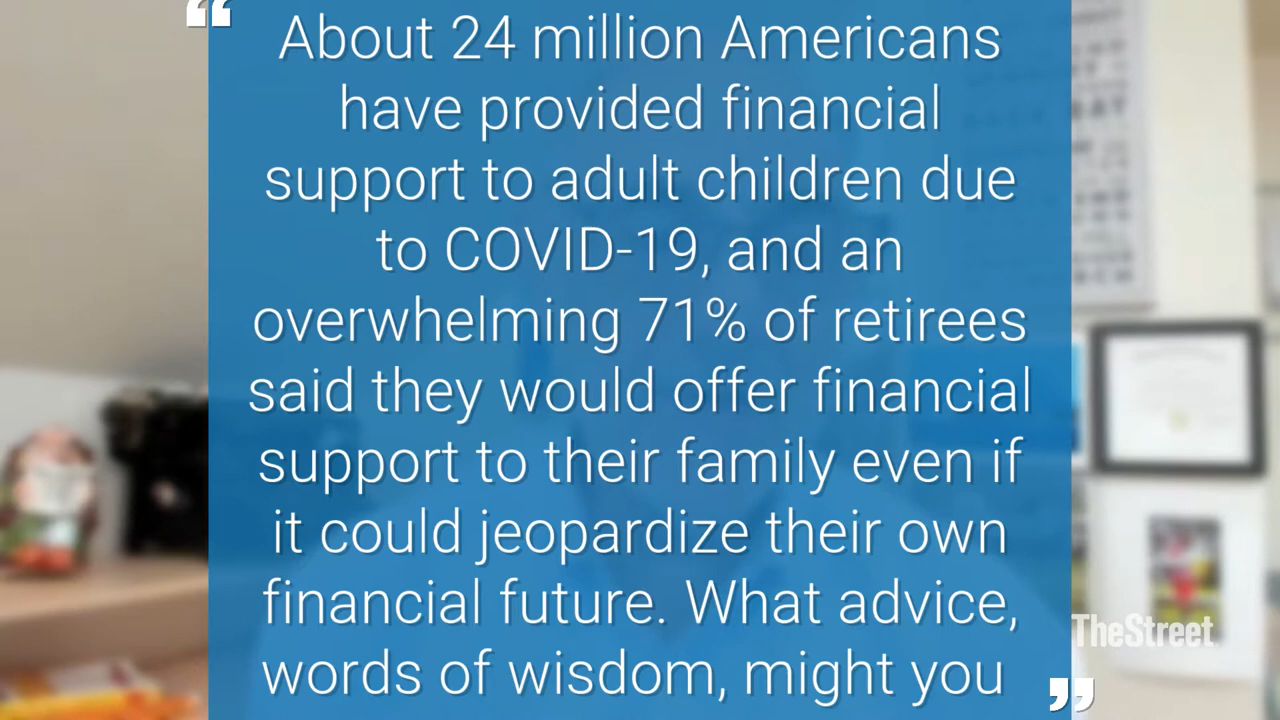 “
About 24 million Americans
have provided financial
support to adult children due
to COVID-19, and an
overwhelming 71% of retirees
said they would offer financial
support to their family even if
it could jeopardize their own
financial future. What advice,
words of wisdom, might you
”
TheStreet